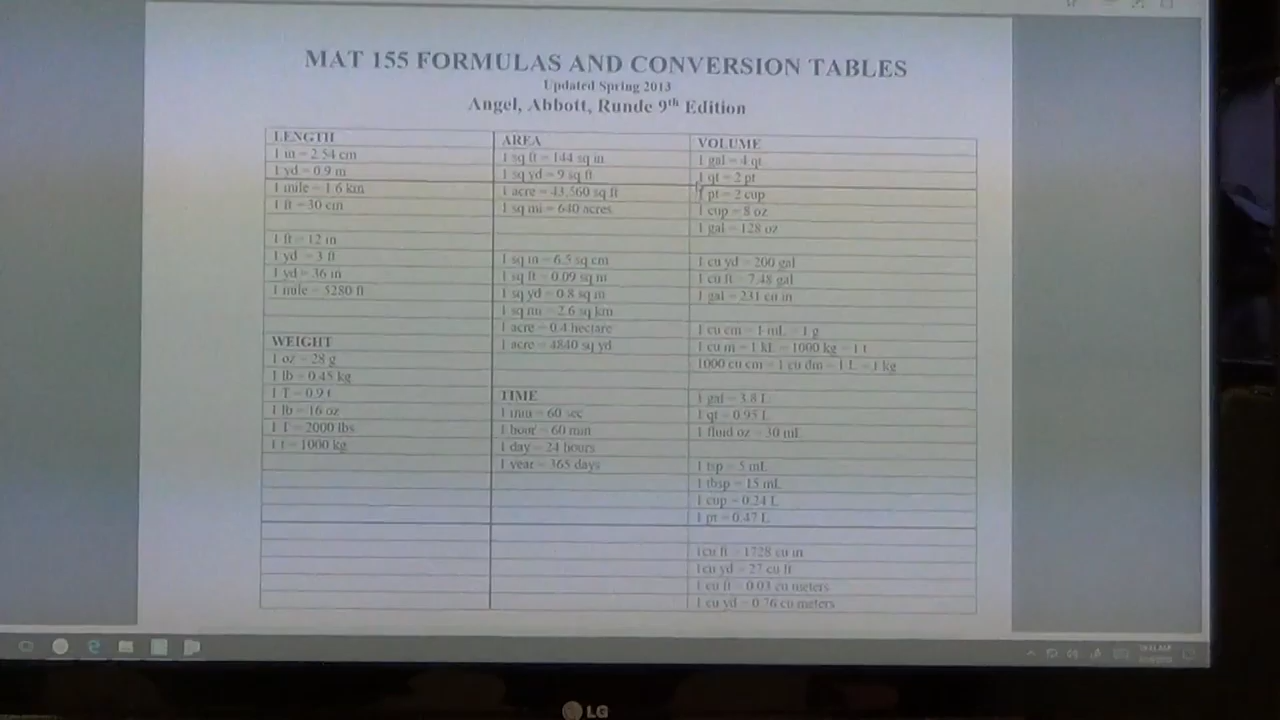 MAT 155 FORMULAS AND CONVERSION TABLES
Updated Spring 2013
Angel, Abbott, Runde 9th Edition
LENGTH
1 in = 2.54 cm
1 yd = 0.9 m
1 mile = 1.6 km
1 ft = 30 cm
1 ft = 12 in
1 yd = 3 ft
1 yd = 36 in
1 mile = 5280 ft
WEIGHT
1 oz = 28 g
1 lb = 0.45 kg
1 T = 0.9 t
1 lb = 16 oz
1 T = 2000 lbs
1 t = 1000 kg
AREA
1 sq ft = 144 sq in
1 sq yd = 9 sq ft
1 acre = 43,560 sq ft
1 sq mi = 640 acres
1 sq in = 6.5 sq cm
1 sq ft = 0.09 sq m
1 sq yd = 0.8 sq m
1 sq mi = 2.6 sq km
1 acre = 0.4 hectare
1 acre = 4840 sq yd
TIME
1 min = 60 sec
1 hour = 60 min
1 day = 24 hours
1 year = 365 days
VOLUME
1 gal = 4 qt
1 qt = 2 pt
1 pt = 2 cup
1 cup = 8 oz
1 gal = 128 oz
1 cu yd = 200 gal
1 cu ft = 7.48 gal
1 gal = 231 cu in
1 cu cm = 1 mL = 1 g
1 cu m = 1 kL = 1000 kg = 1 t
1000 cu cm = 1 cu dm = 1 L = 1 kg
1 gal = 3.8 L
1 qt = 0.95 L
1 fluid oz = 30 mL
1 tsp = 5 mL
1 tbsp = 15 mL
1 cup = 0.24 L
1 pt = 0.47 L
1cu ft = 1728 cu in
1cu yd = 27 cu ft
1 cu ft = 0.03 cu meters
1 cu yd = 0.76 cu meters
LG